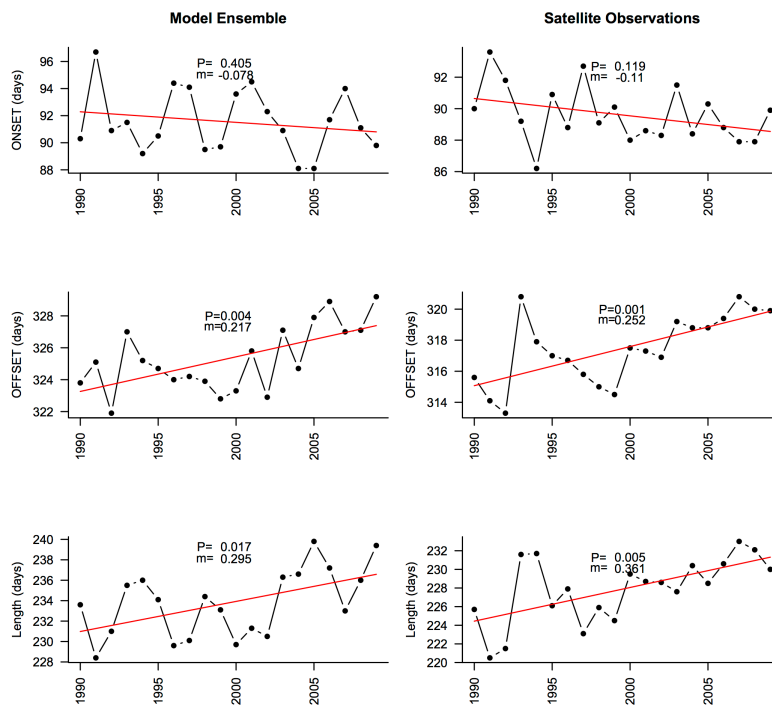 Model Ensemble
ONSET (days)
96
94
92
90
88
P= 0.405
m= -0.078
1990
1995
2000
2005
Satellite Observations
ONSET (days)
92
90
88
86
P= 0.119
m= -0.11
1990
1995
2000
2005
OFFSET (days)
328
326
324
322
P=0.004
m=0.217
1990
1995
2000
2005
OFFSET (days)
320
318
316
314
P=0.001
m=0.252
1990
1995
2000
2005
Length (days)
240
238
236
234
232
230
228
P= 0.017
m= 0.295
1990
1995
2000
2005
Length (days)
232
230
228
226
224
222
220
P= 0.005
m= 0.361
1990
1995
2000
2005